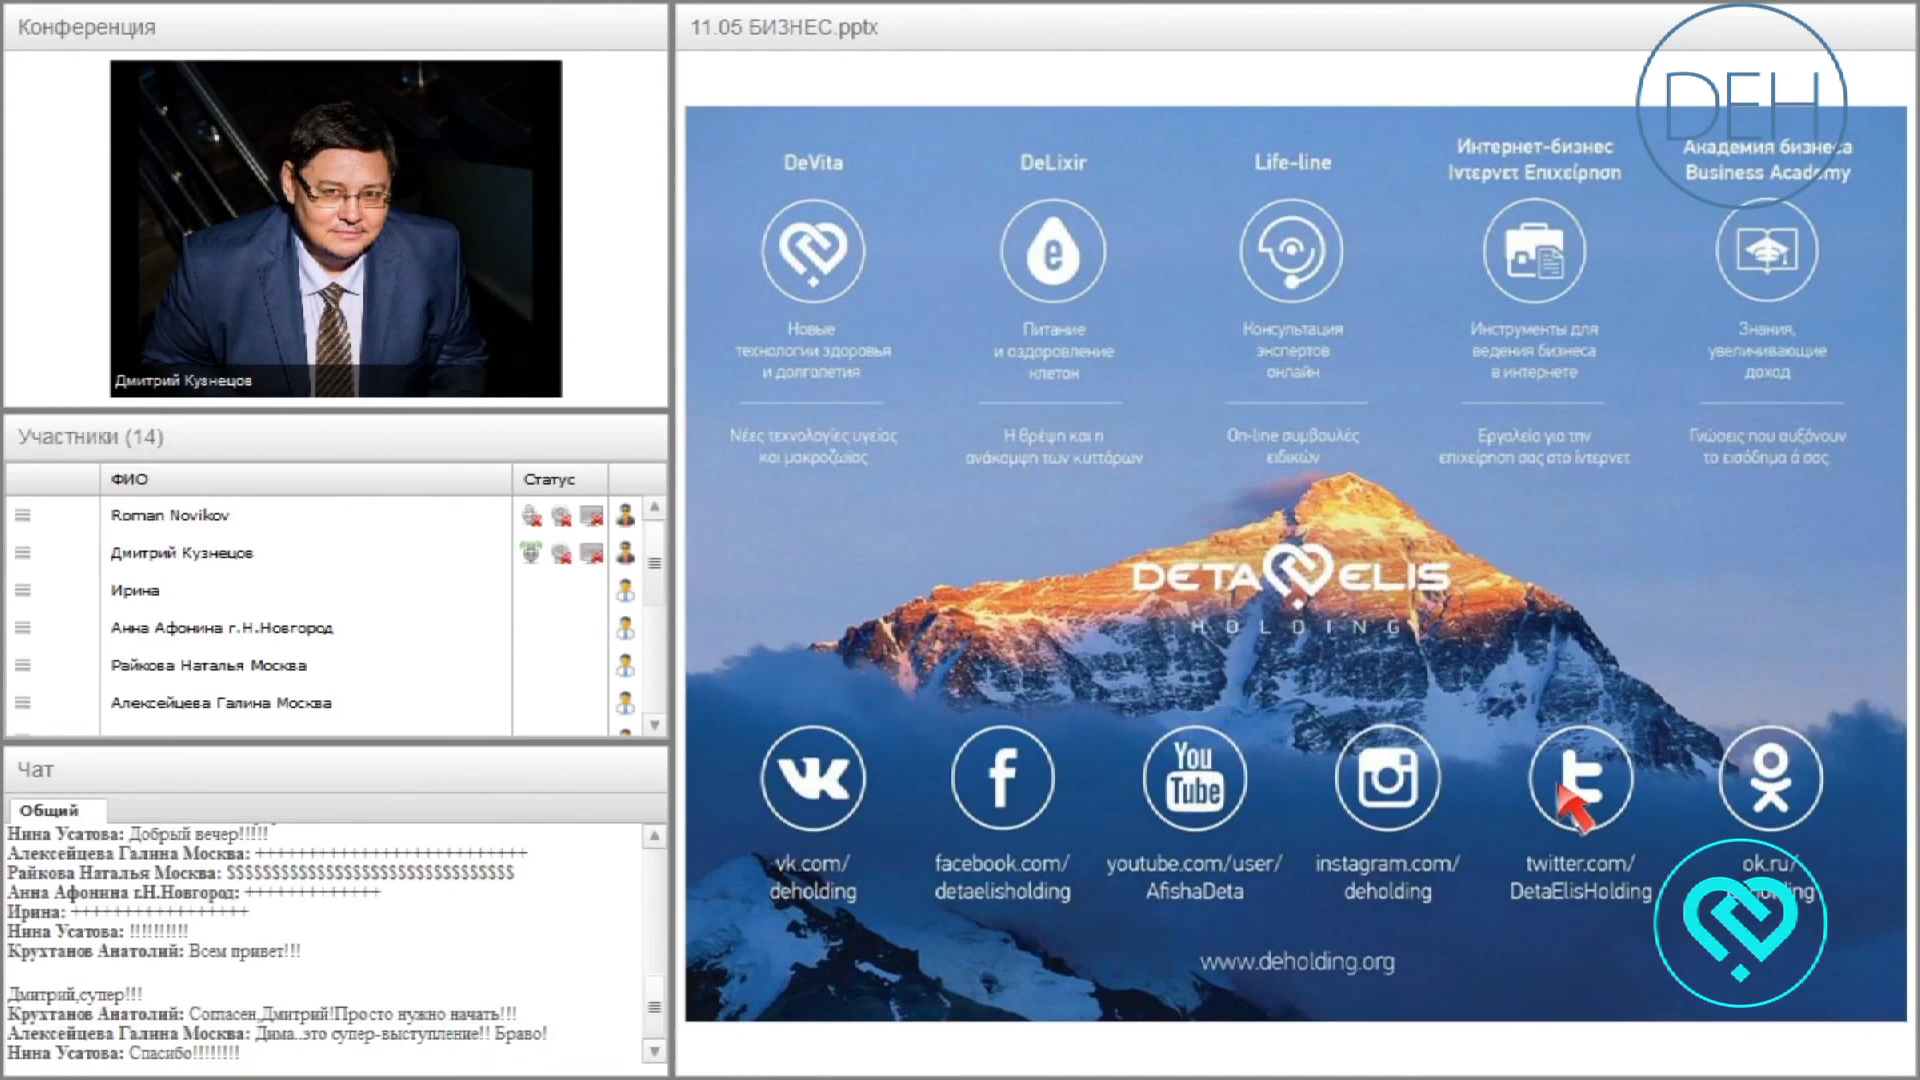 Конференция
Дмитрий Кузнецов
Участники (14)
ФИО
Статус
Roman Novikov
Дмитрий Кузнецов
Ирина
Анна Афонина г.Н.Новгород
Райкова Наталья Москва
Алексейцева Галина Москва
Чат
Общий
Нина Усатова: Добрый вечер!!!!!
Алексейцева Галина Москва: +++++++++++++++++++++++++++
Райкова Наталья Москва: $$$$$$$$$$$$$$$$$$$$$$$$$$$$$$$$
Анна Афонина г.Н.Новгород: ++++++++++++++
Ирина: ++++++++++++++++++
Нина Усатова: !!!!!!!!!!
Крухтанов Анатолий: Всем привет!!!
Дмитрий,супер!!!
Крухтанов Анатолий: Согласен,Дмитрий!Просто нужно начать!!!
Алексейцева Галина Москва: Дима..это супер-выступление!! Браво!
Нина Усатова: Спасибо!!!!!!!!
11.05 БИЗНЕС.pptx
DEH
DeVita
DeLixir
Life-line
Интернет-бизнес
Ιντερνετ Επιχείρηση
Академия бизнеса
Business Academy
e
Новые
технологии здоровья
и долголетия
Питание
и оздоровление
клеток
Консультация
экспертов
онлайн
Инструменты для
ведения бизнеса
в интернете
Знания,
увеличивающие
доход
Νέες τεχνολογίες υγείας
και μακροζωίας
Η θρέψη και η
ανάκαμψη των κυττάρων
On-line συμβουλές
ειδικών
Εργαλεία για την
επιχείρηση σας στο ίντερνετ
Γνώσεις που αυξάνουν
το εισόδημα ά σας.
DETA ELIS
HOLDING
You
Tube
vk.com/
deholding
facebook.com/
detaelisholding
youtube.com/user/
AfishaDeta
instagram.com/
deholding
twitter.com/
DetaElisHolding
ok.ru/
deholding
www.deholding.org